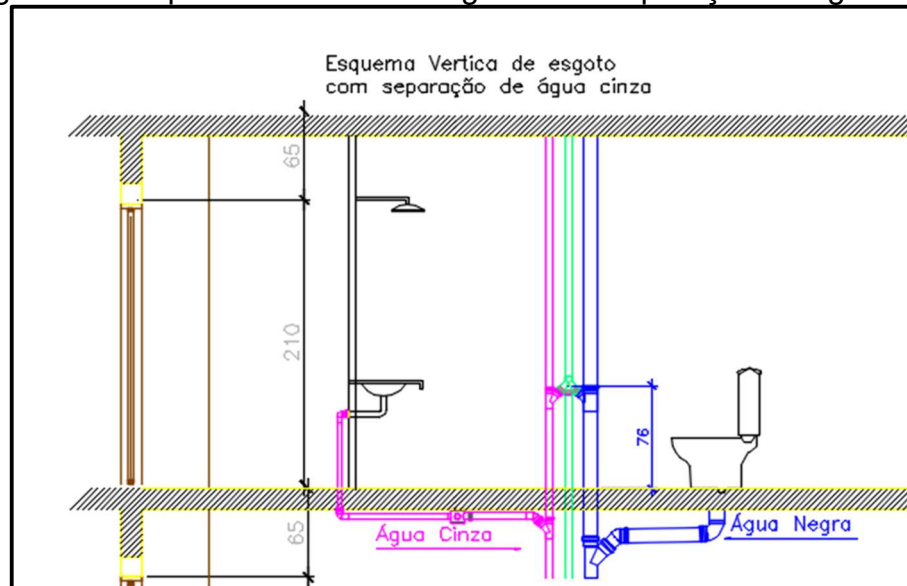 Esquema Vertica de esgoto
com separação de água cinza
65
210
76
65
Água Cinza
Água Negra